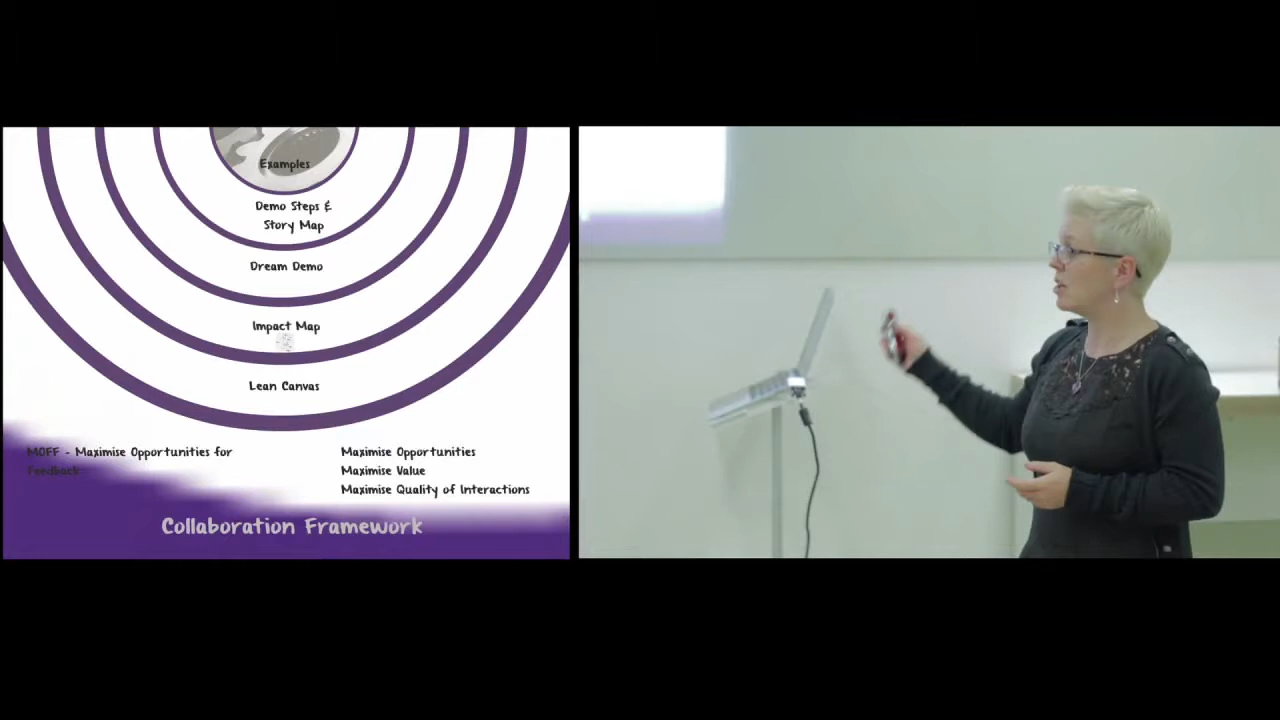 Examples
Demo Steps &
Story Map
Dream Demo
Impact Map
Lean Canvas
MOFF - Maximise Opportunities for
Feedback
Maximise Opportunities
Maximise Value
Maximise Quality of Interactions
Collaboration Framework